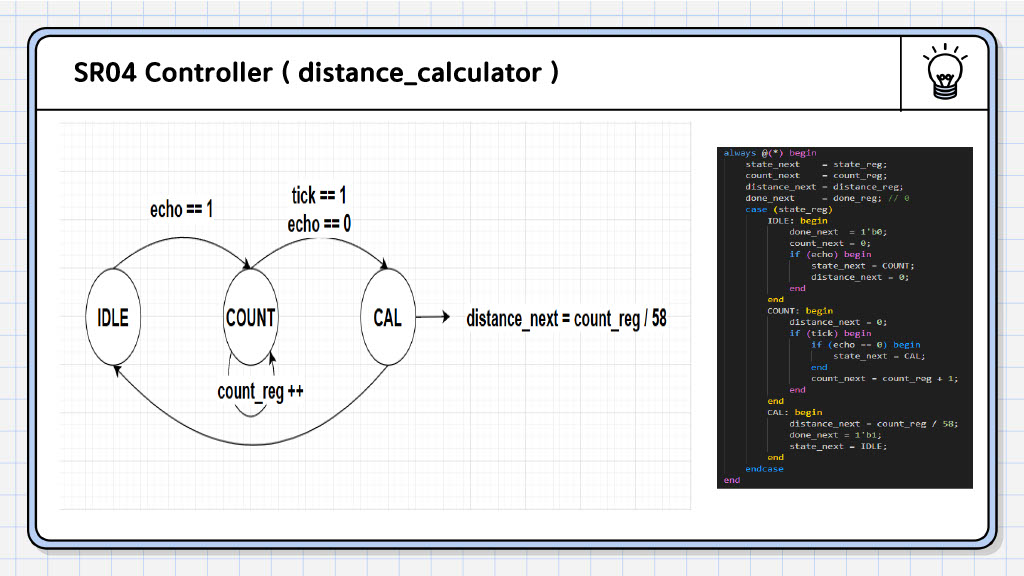 SR04 Controller ( distance_calculator )
echo == 1
tick == 1
echo == 0
IDLE
COUNT
CAL
distance_next = count_reg / 58
count_reg ++
always @(*) begin
state_next = state_reg;
count_next = count_reg;
distance_next = distance_reg;
done_next = done_reg; // 0
case (state_reg)
IDLE: begin
done_next = 1'b0;
count_next = 0;
if (echo) begin
state_next = COUNT;
distance_next = 0;
end
end
COUNT: begin
distance_next = 0;
if (tick) begin
if (echo == 0) begin
state_next = CAL;
end
count_next = count_reg + 1;
end
end
CAL: begin
distance_next = count_reg / 58;
done_next = 1'b1;
state_next = IDLE;
end
endcase
end